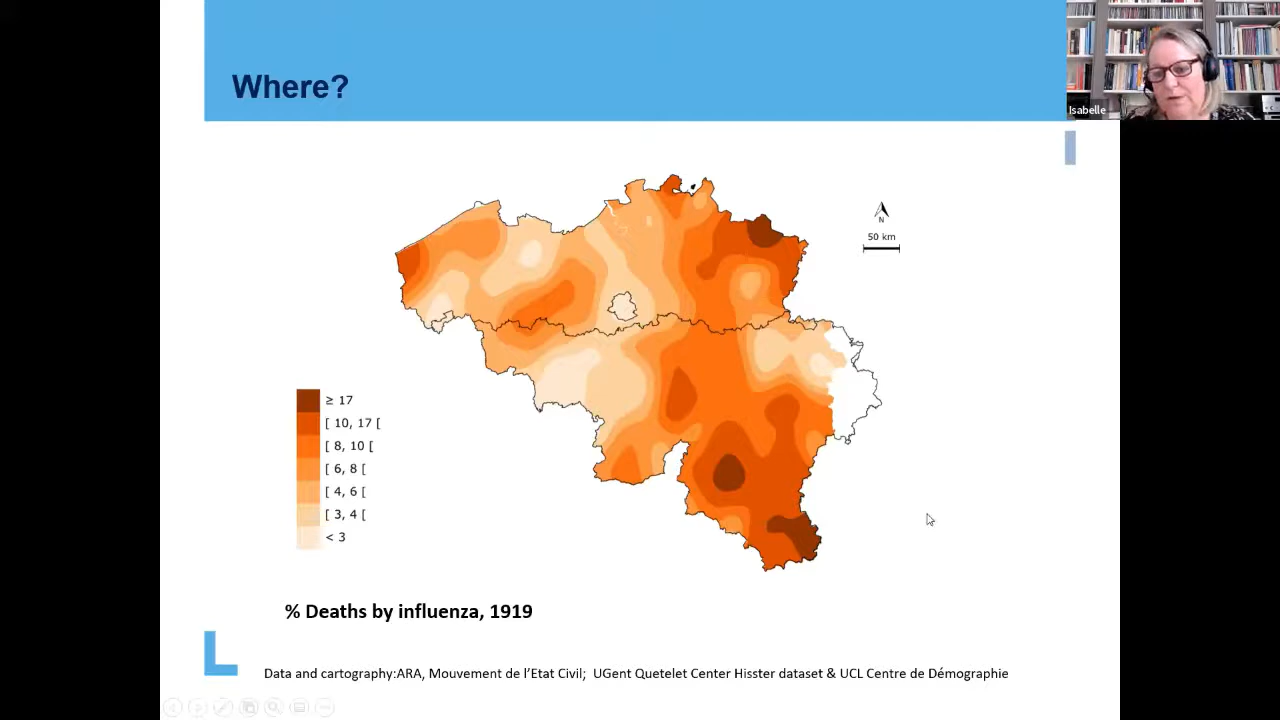 Where?
Isabelle
N
50 km
≥ 17
[ 10, 17 [
[ 8, 10 [
[ 6, 8 [
[ 4, 6 [
[ 3, 4 [
< 3
% Deaths by influenza, 1919
Data and cartography:ARA, Mouvement de l’Etat Civil; UGent Quetelet Center Hisster dataset & UCL Centre de Démographie